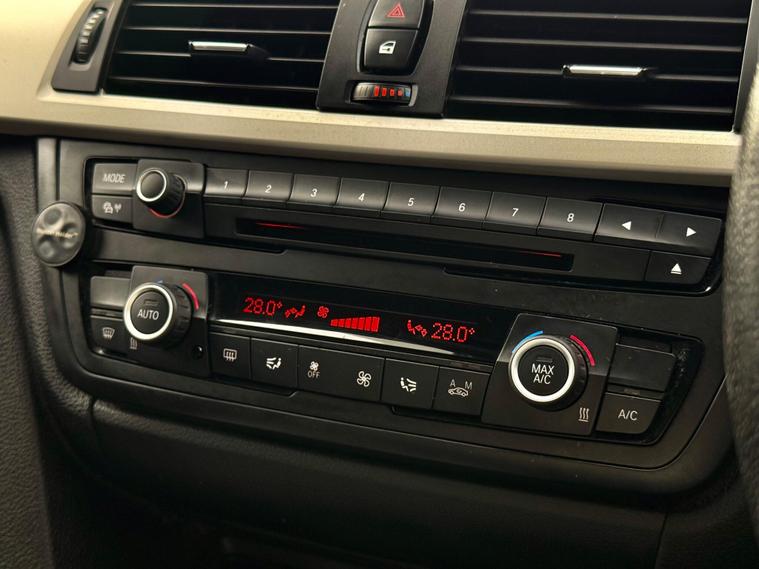 MODE
1 2 3 4 5 6 7 8
28.0° 28.0°
AUTO
MAX
A/C
OFF
A M
A/C